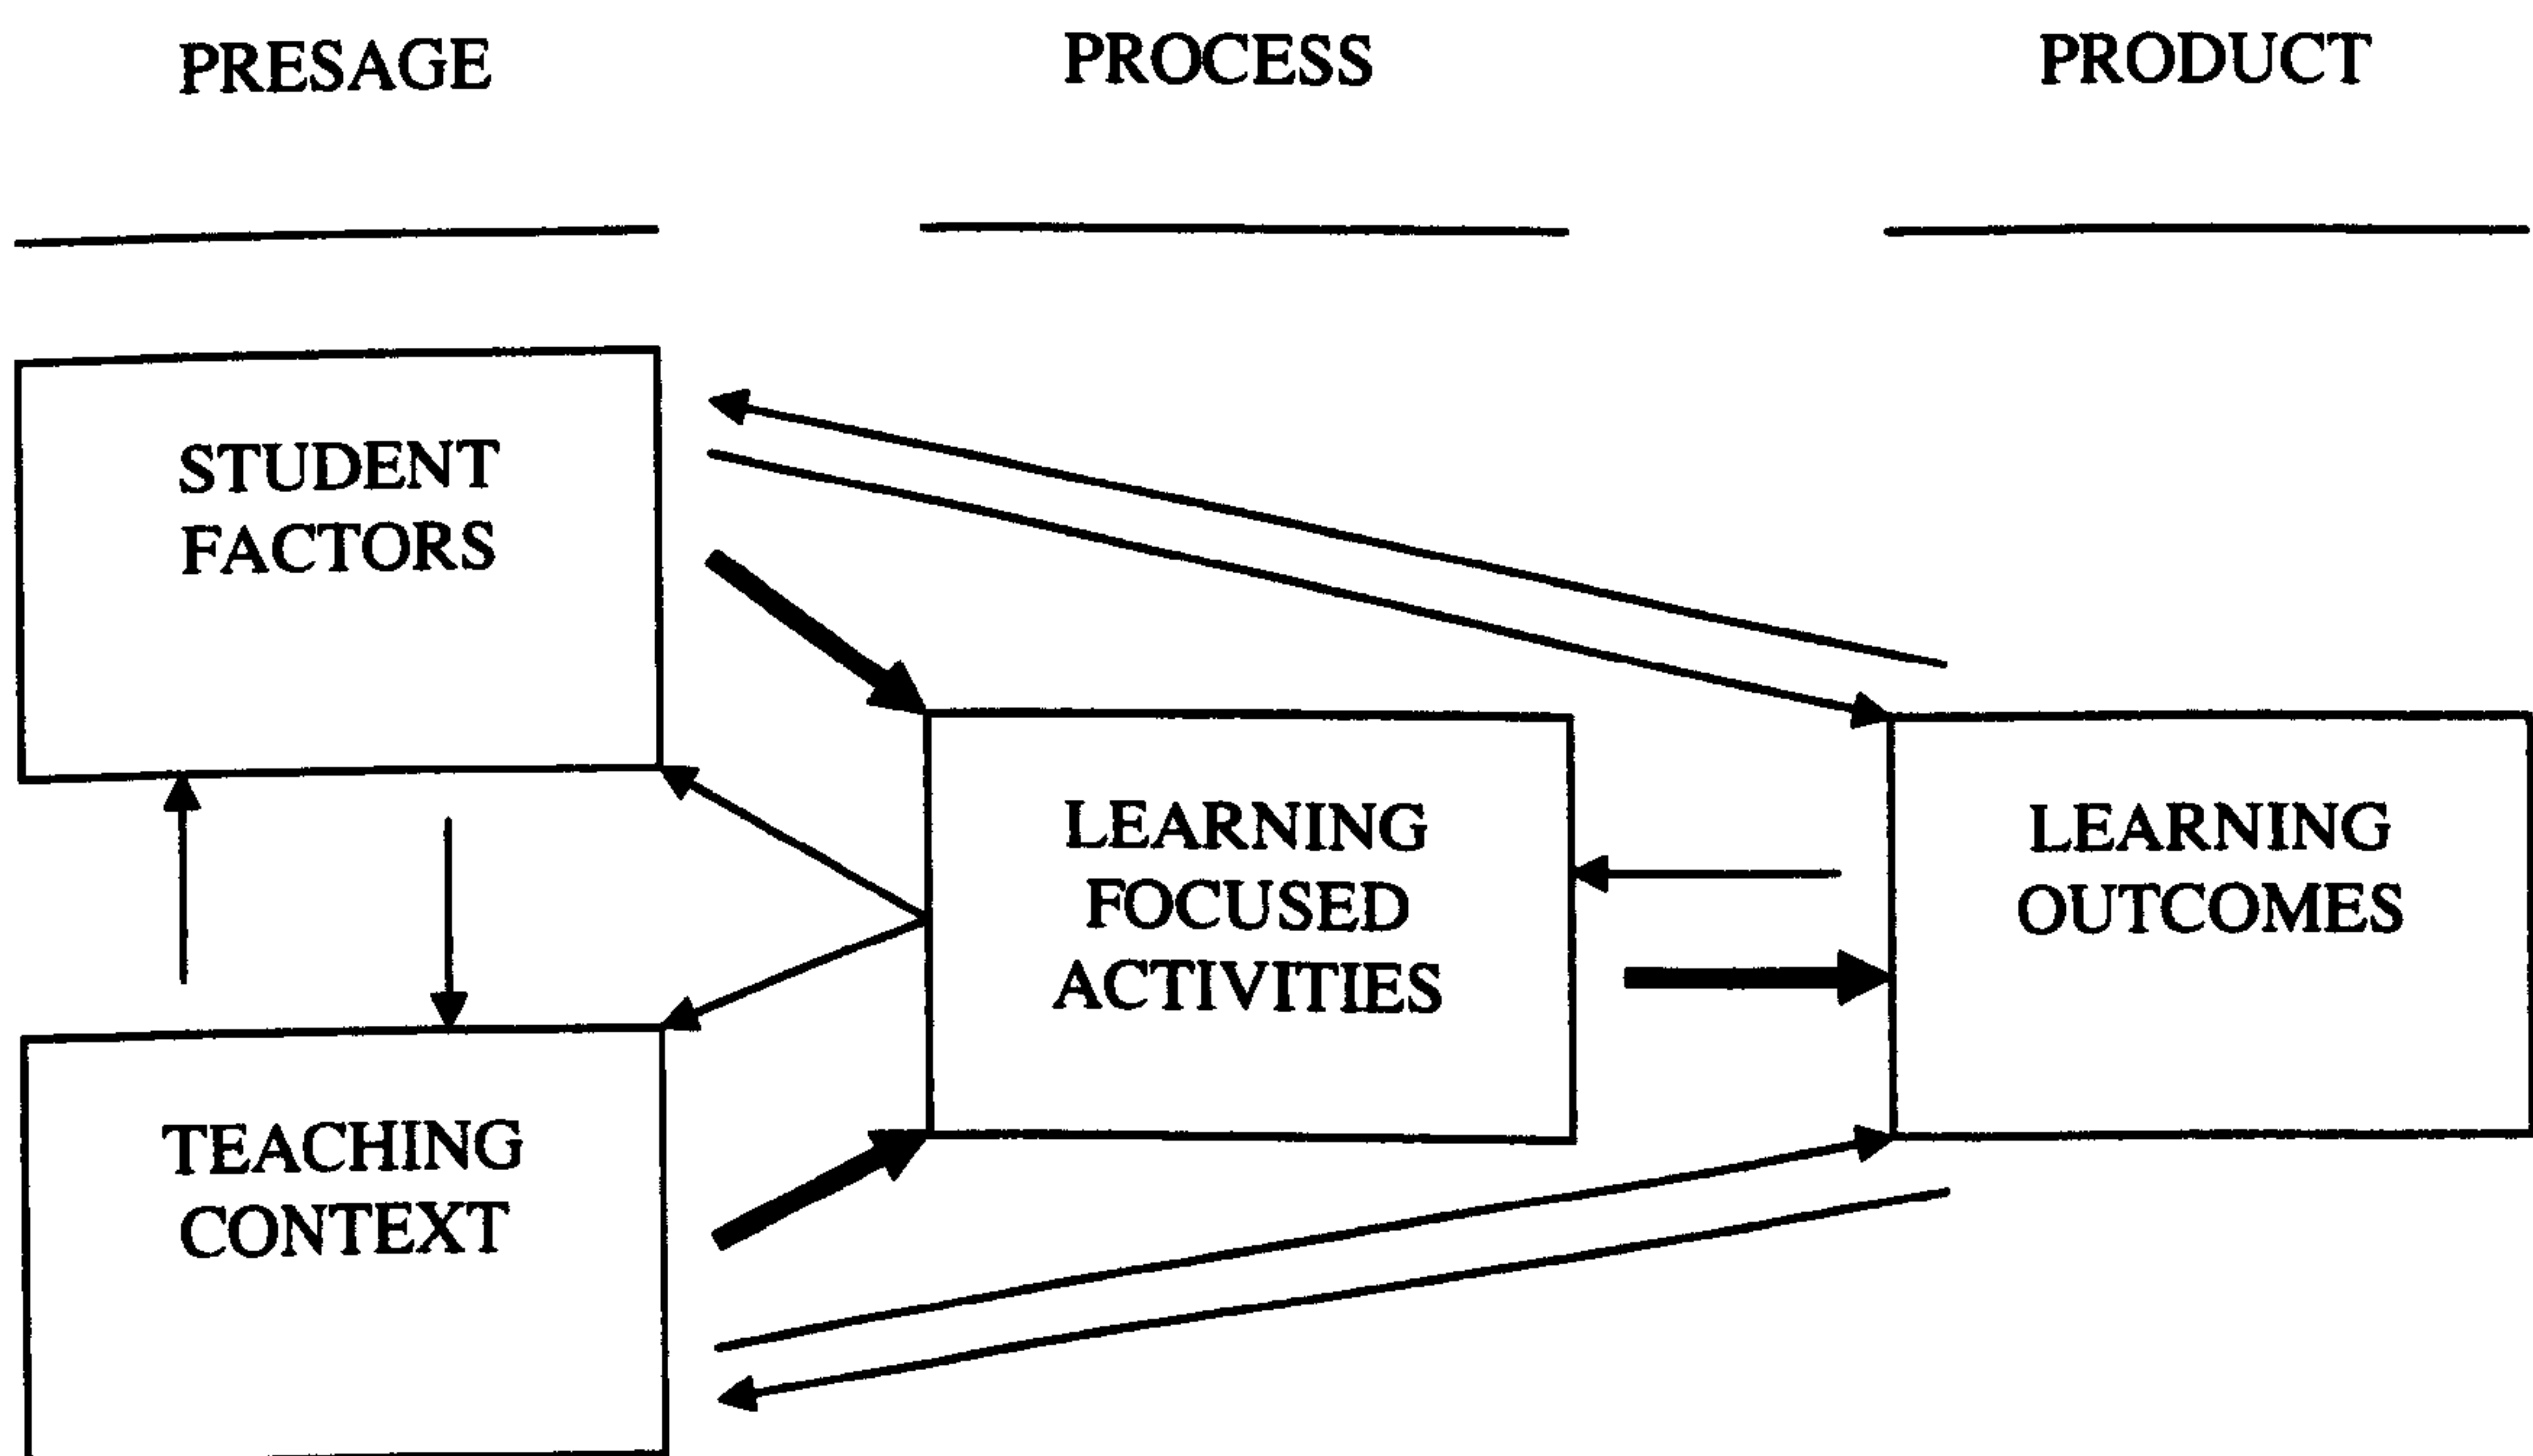 PRESAGE
PROCESS
PRODUCT
STUDENT
FACTORS
LEARNING
FOCUSED
ACTIVITIES
LEARNING
OUTCOMES
TEACHING
CONTEXT